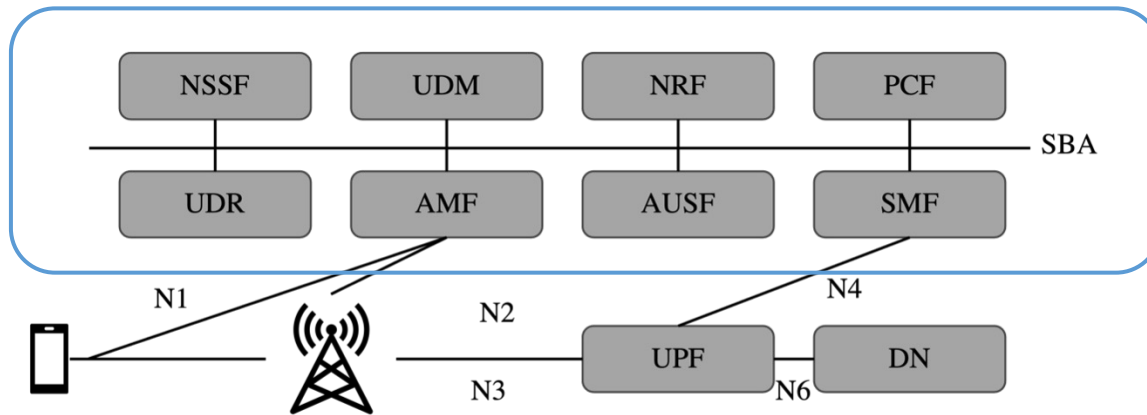 NSSF
UDM
NRF
PCF
SBA
UDR
AMF
AUSF
SMF
N1
N2
N4
UPF
DN
N3
N6